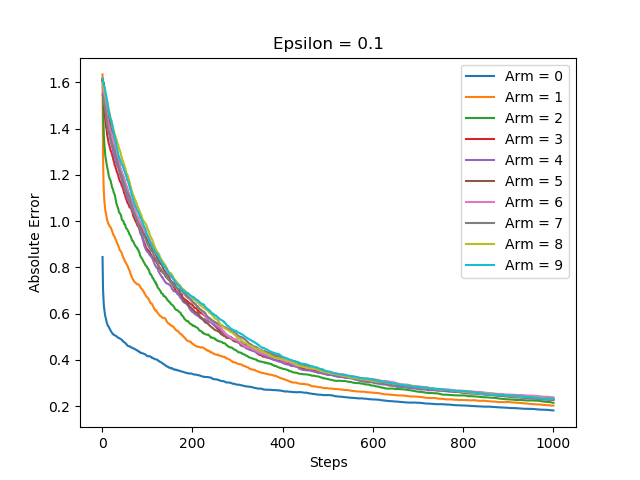 Epsilon = 0.1
Absolute Error
1.6
1.4
1.2
1.0
0.8
0.6
0.4
0.2
Arm = 0
Arm = 1
Arm = 2
Arm = 3
Arm = 4
Arm = 5
Arm = 6
Arm = 7
Arm = 8
Arm = 9
0 200 400 600 800 1000
Steps